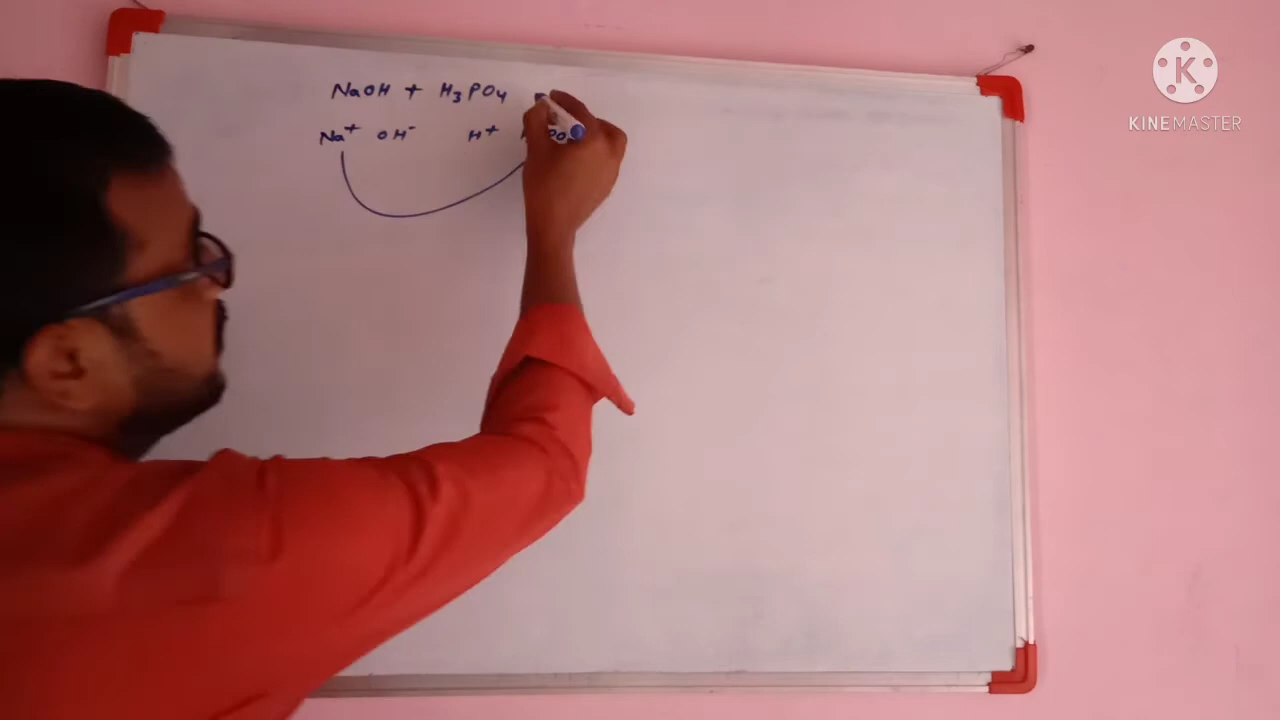 NaOH + H₃PO₄
Na⁺ OH⁻ H⁺
KINEMASTER